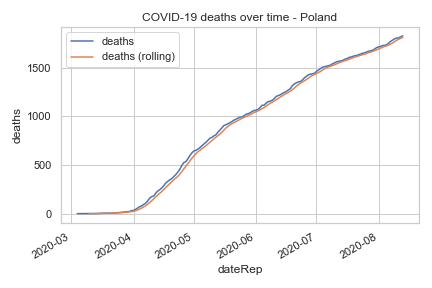 COVID-19 deaths over time - Poland
deaths
deaths (rolling)
1500
1000
500
0
deaths
2020-03
2020-04
2020-05
2020-06
2020-07
2020-08
dateRep